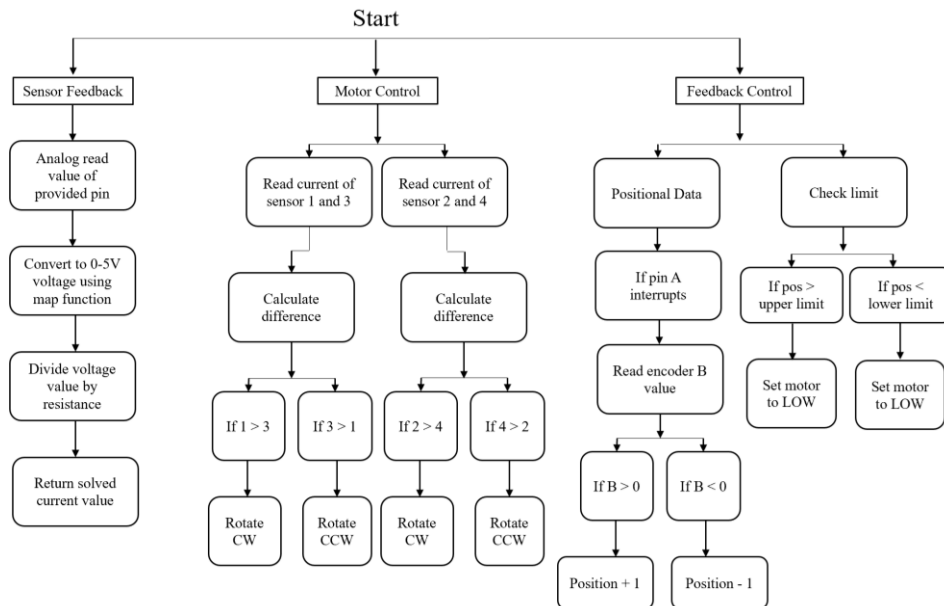 Start
Sensor Feedback
Motor Control
Feedback Control
Analog read
value of
provided pin
Convert to 0-5V
voltage using
map function
Divide voltage
value by
resistance
Return solved
current value
Read current of
sensor 1 and 3
Read current of
sensor 2 and 4
Calculate
difference
Calculate
difference
If 1 > 3
If 3 > 1
If 2 > 4
If 4 > 2
Rotate
CW
Rotate
CCW
Rotate
CW
Rotate
CCW
Positional Data
Check limit
If pin A
interrupts
Read encoder B
value
If B > 0
If B < 0
Position + 1
Position - 1
If pos >
upper limit
If pos <
lower limit
Set motor
to LOW
Set motor
to LOW